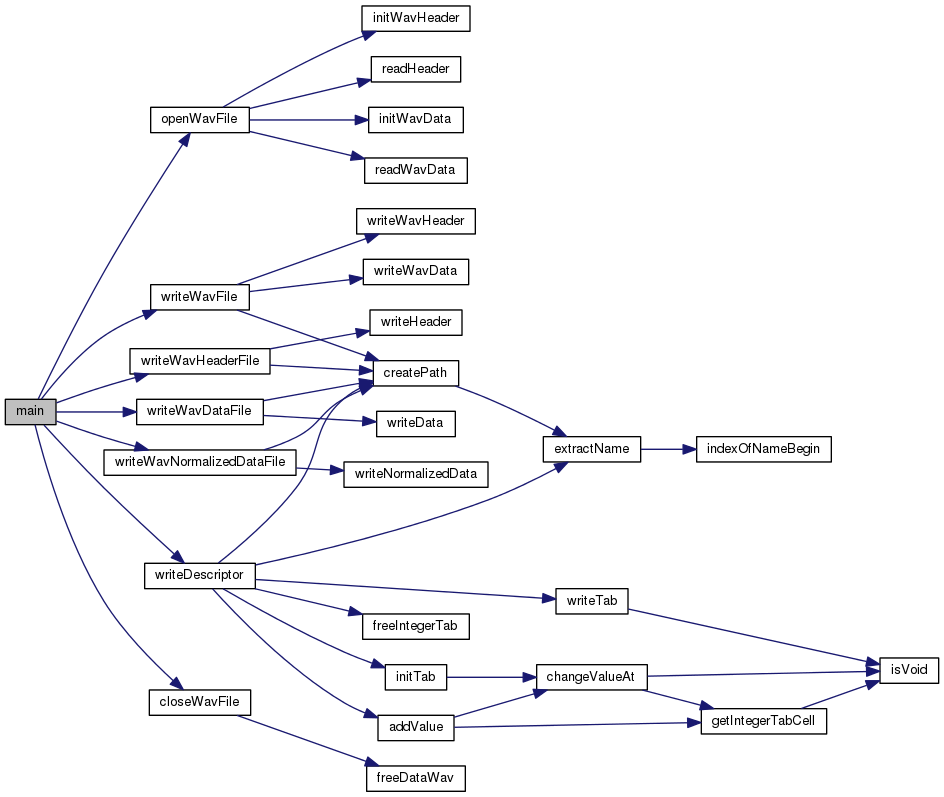 initWavHeader
readHeader
openWavFile
initWavData
readWavData
writeWavHeader
writeWavData
writeWavFile
writeHeader
writeWavHeaderFile
createPath
main
writeWavDataFile
writeData
extractName
indexOfNameBegin
writeWavNormalizedDataFile
writeNormalizedData
writeDescriptor
writeTab
freeIntegerTab
isVoid
initTab
changeValueAt
closeWavFile
addValue
getIntegerTabCell
freeDataWav